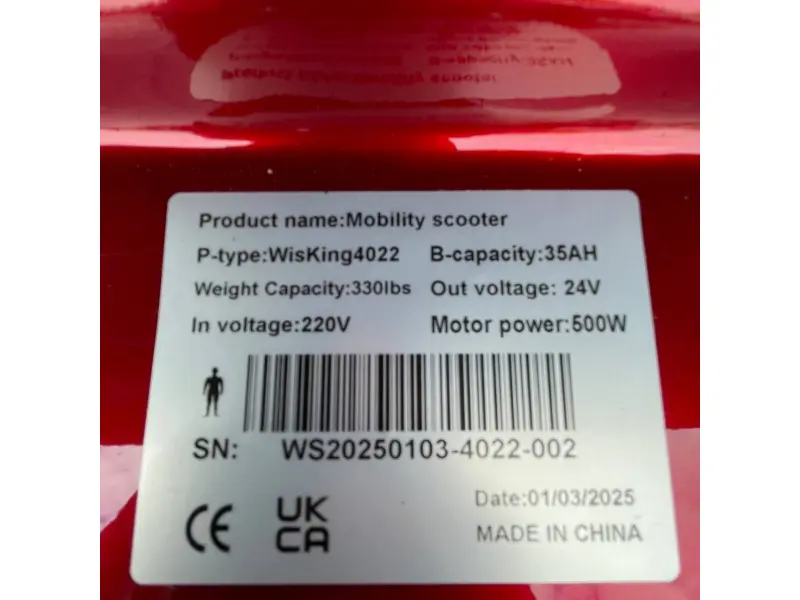 Product name:Mobility scooter
P-type:WisKing4022 B-capacity:35AH
Weight Capacity:330lbs Out voltage: 24V
In voltage:220V Motor power:500W
SN: WS20250103-4022-002
CE UK CA Date:01/03/2025
MADE IN CHINA